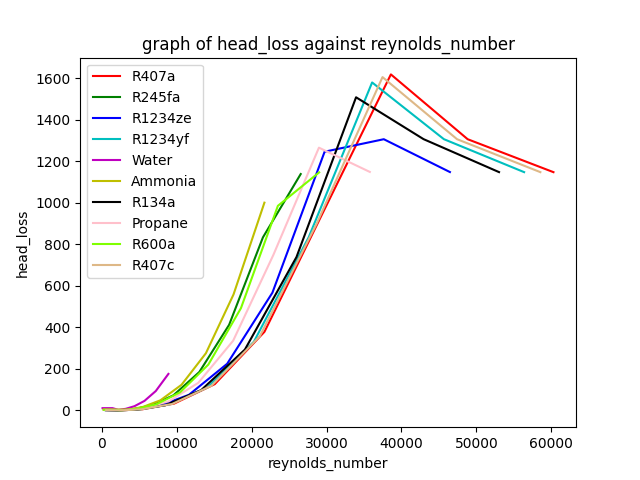 graph of head_loss against reynolds_number
R407a
R245fa
R1234ze
R1234yf
Water
Ammonia
R134a
Propane
R600a
R407c
1600
1400
1200
1000
800
600
400
200
0
head_loss
0 10000 20000 30000 40000 50000 60000
reynolds_number